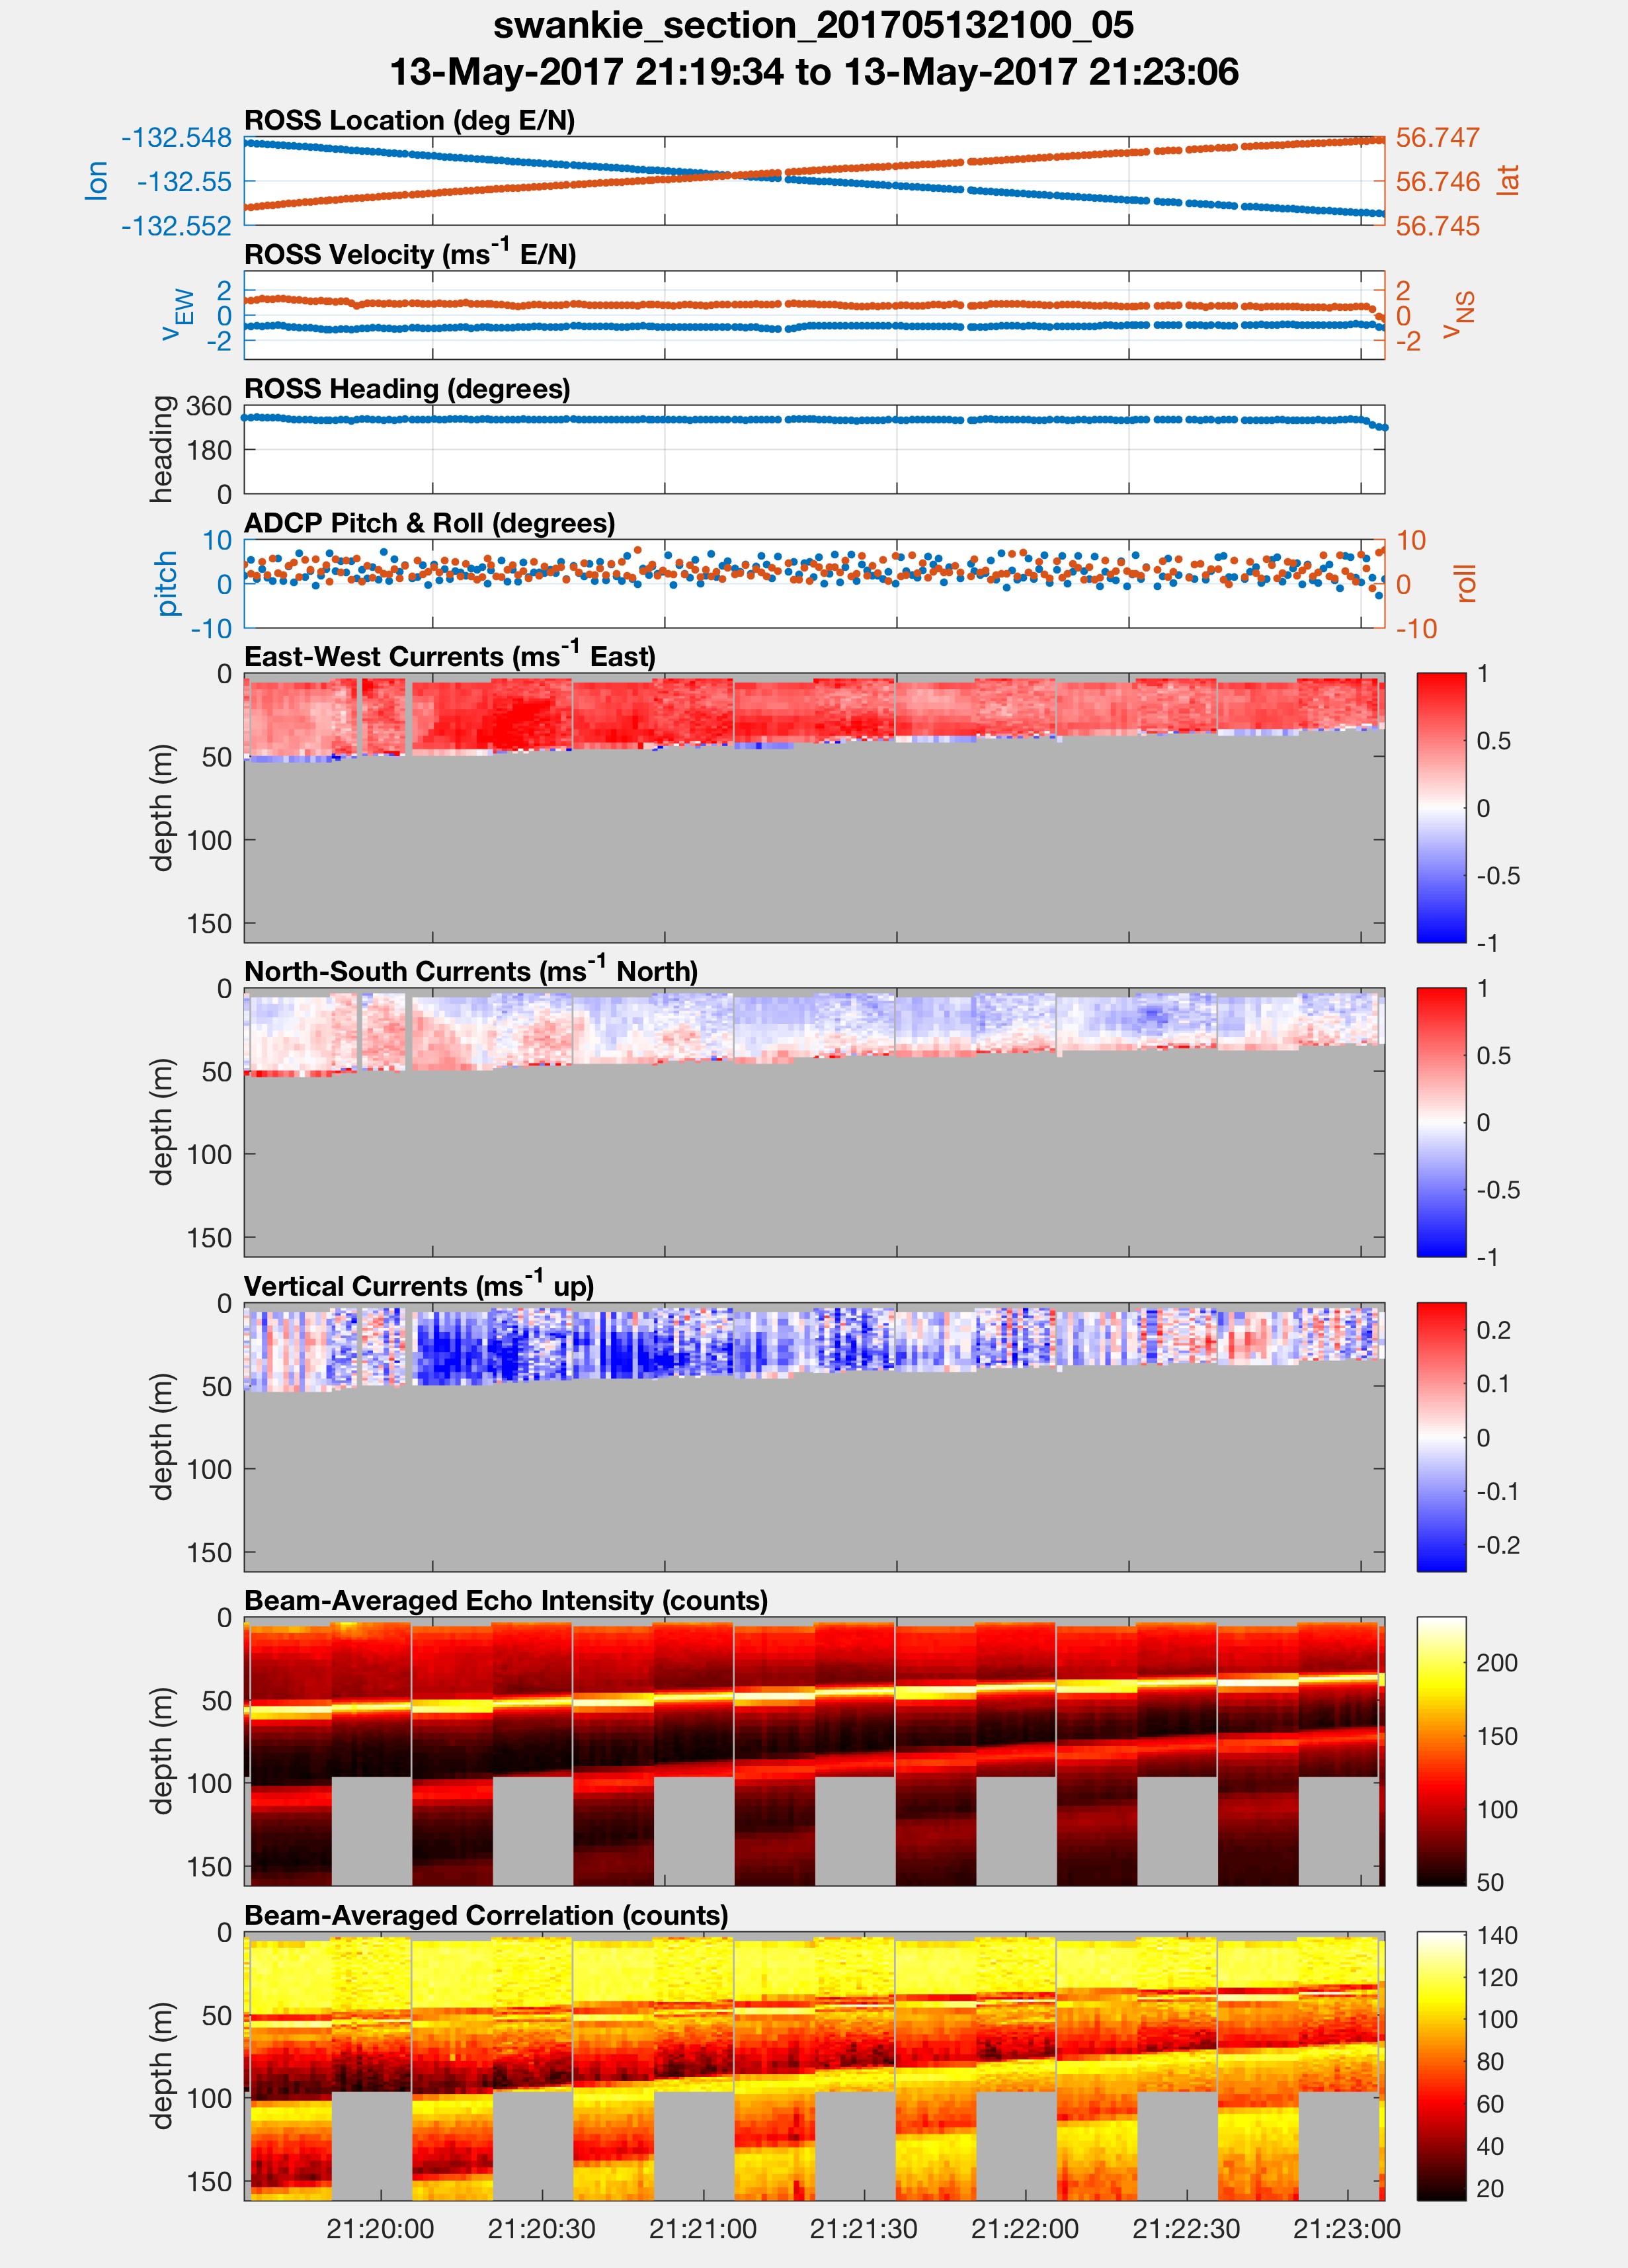 swankie_section_201705132100_05
13-May-2017 21:19:34 to 13-May-2017 21:23:06
ROSS Location (deg E/N)
-132.548
-132.55
-132.552
lon
56.747
56.746
56.745
lat
ROSS Velocity (ms-1 E/N)
2
0
-2
vEW
2
0
-2
vNS
ROSS Heading (degrees)
360
180
0
heading
ADCP Pitch & Roll (degrees)
10
0
-10
pitch
10
0
-10
roll
East-West Currents (ms-1 East)
0
50
100
150
depth (m)
1
0.5
0
-0.5
-1
North-South Currents (ms-1 North)
0
50
100
150
depth (m)
1
0.5
0
-0.5
-1
Vertical Currents (ms-1 up)
0
50
100
150
depth (m)
0.2
0.1
0
-0.1
-0.2
Beam-Averaged Echo Intensity (counts)
0
50
100
150
depth (m)
200
150
100
50
Beam-Averaged Correlation (counts)
0
50
100
150
depth (m)
140
120
100
80
60
40
20
21:20:00 21:20:30 21:21:00 21:21:30 21:22:00 21:22:30 21:23:00